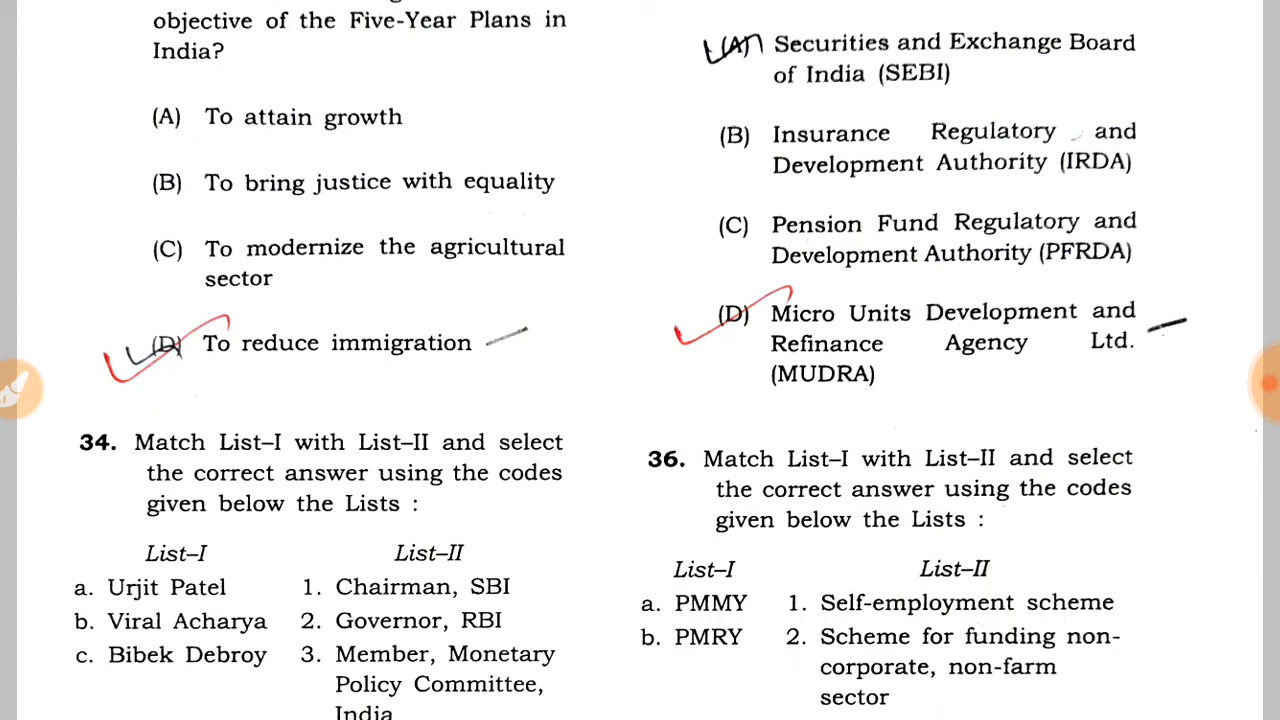 objective of the Five-Year Plans in
India?
(A) To attain growth
(B) To bring justice with equality
(C) To modernize the agricultural
sector
(D) To reduce immigration
34. Match List–I with List–II and select
the correct answer using the codes
given below the Lists :
List–I List–II
a. Urjit Patel 1. Chairman, SBI
b. Viral Acharya 2. Governor, RBI
c. Bibek Debroy 3. Member, Monetary
Policy Committee,
India
(A) Securities and Exchange Board
of India (SEBI)
(B) Insurance Regulatory and
Development Authority (IRDA)
(C) Pension Fund Regulatory and
Development Authority (PFRDA)
(D) Micro Units Development and
Refinance Agency Ltd.
(MUDRA)
36. Match List–I with List–II and select
the correct answer using the codes
given below the Lists :
List–I List–II
a. PMMY 1. Self-employment scheme
b. PMRY 2. Scheme for funding non-
corporate, non-farm
sector